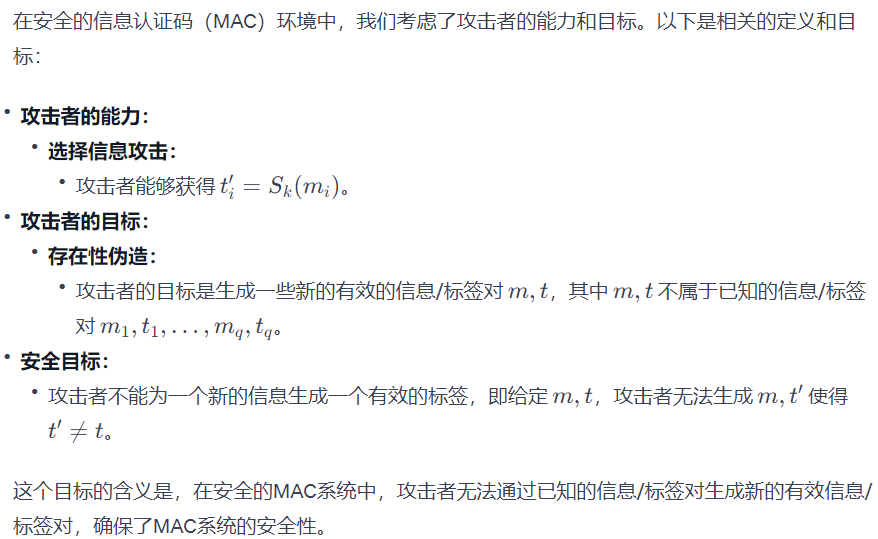 在安全的信息认证码（MAC）环境中，我们考虑了攻击者的能力和目标。以下是相关的定义和目
标：
• 攻击者的能力：
• 选择信息攻击：
• 攻击者能够获得 t′ᵢ = Sₖ(mᵢ)。
• 攻击者的目标：
• 存在性伪造：
• 攻击者的目标是生成一些新的有效的信息/标签对 m, t，其中 m, t 不属于已知的信息/标签
对 m₁, t₁, . . . , m_q, t_q。
• 安全目标：
• 攻击者不能为一个新的信息生成一个有效的标签，即给定 m, t，攻击者无法生成 m, t′ 使得
t′ ≠ t。
这个目标的含义是，在安全的MAC系统中，攻击者无法通过已知的信息/标签对生成新的有效信息/
标签对，确保了MAC系统的安全性。